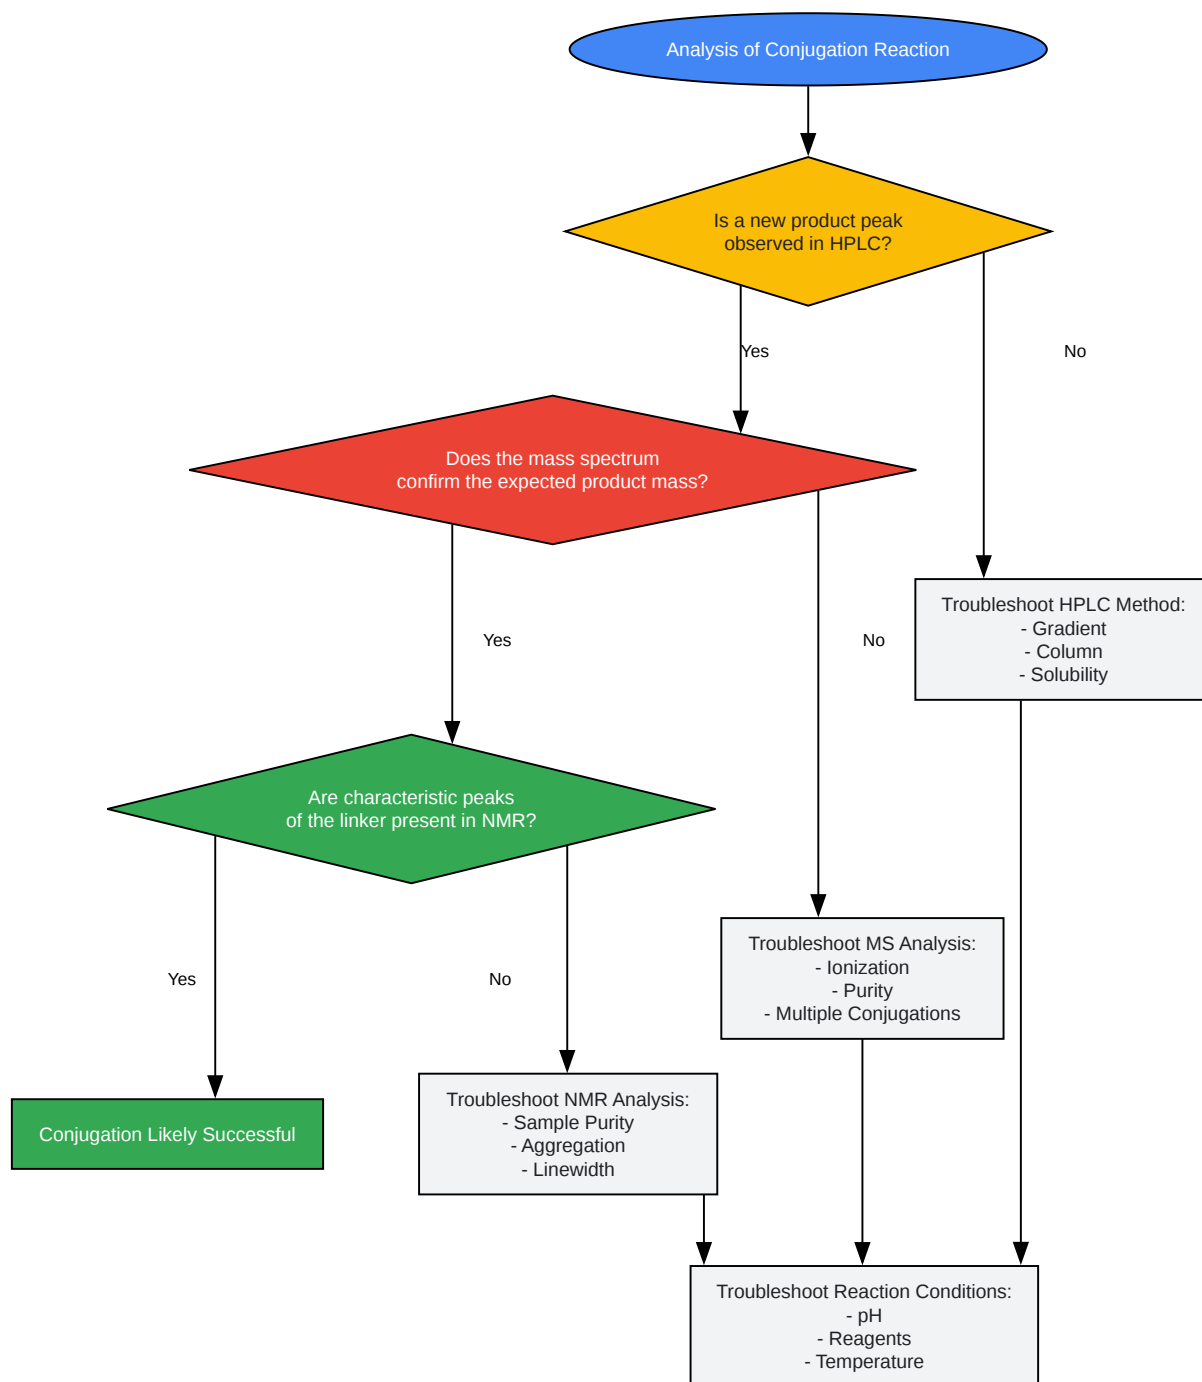 Analysis of Conjugation Reaction
Is a new product peak
observed in HPLC?
Yes
No
Does the mass spectrum
confirm the expected product mass?
Troubleshoot HPLC Method:
- Gradient
- Column
- Solubility
Yes
No
Are characteristic peaks
of the linker present in NMR?
Troubleshoot MS Analysis:
- Ionization
- Purity
- Multiple Conjugations
Yes
No
Conjugation Likely Successful
Troubleshoot NMR Analysis:
- Sample Purity
- Aggregation
- Linewidth
Troubleshoot Reaction Conditions:
- pH
- Reagents
- Temperature